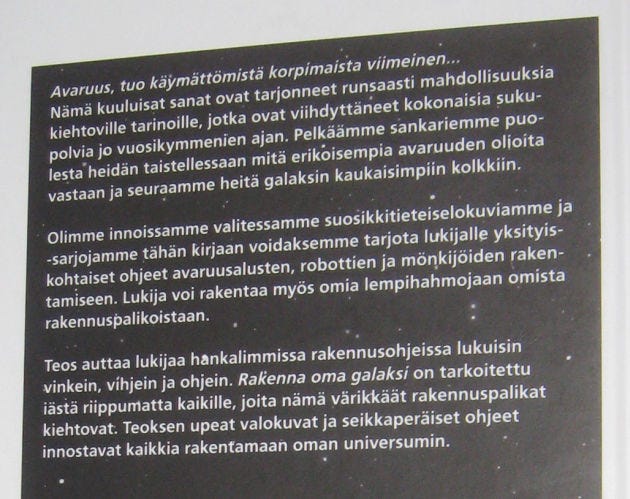 Avaruus, tuo käymättömistä korpimaista viimeinen...
Nämä kuuluisat sanat ovat tarjonneet runsaasti mahdollisuuksia
kiehtoville tarinoille, jotka ovat viihdyttäneet kokonaisia suku-
polvia jo vuosikymmenien ajan. Pelkäämme sankariemme puo-
lesta heidän taistellessaan mitä erikoisempia avaruuden olioita
vastaan ja seuraamme heitä galaksin kaukaisimpiin kolkkiin.
Olimme innoissamme valitessamme suosikkitieteiselokuviamme ja
-sarjojamme tähän kirjaan voidaksemme tarjota lukijalle yksityis-
kohtaiset ohjeet avaruusalusten, robottien ja mönkijöiden raken-
tamiseen. Lukija voi rakentaa myös omia lempihahmojaan omista
rakennuspalikoistaan.
Teos auttaa lukijaa hankalimmissa rakennusohjeissa lukuisin
vinkein, vihjein ja ohjein. Rakenna oma galaksi on tarkoitettu
iästä riippumatta kaikille, joita nämä värikkäät rakennuspalikat
kiehtovat. Teoksen upeat valokuvat ja seikkaperäiset ohjeet
innostavat kaikkia rakentamaan oman universumin.